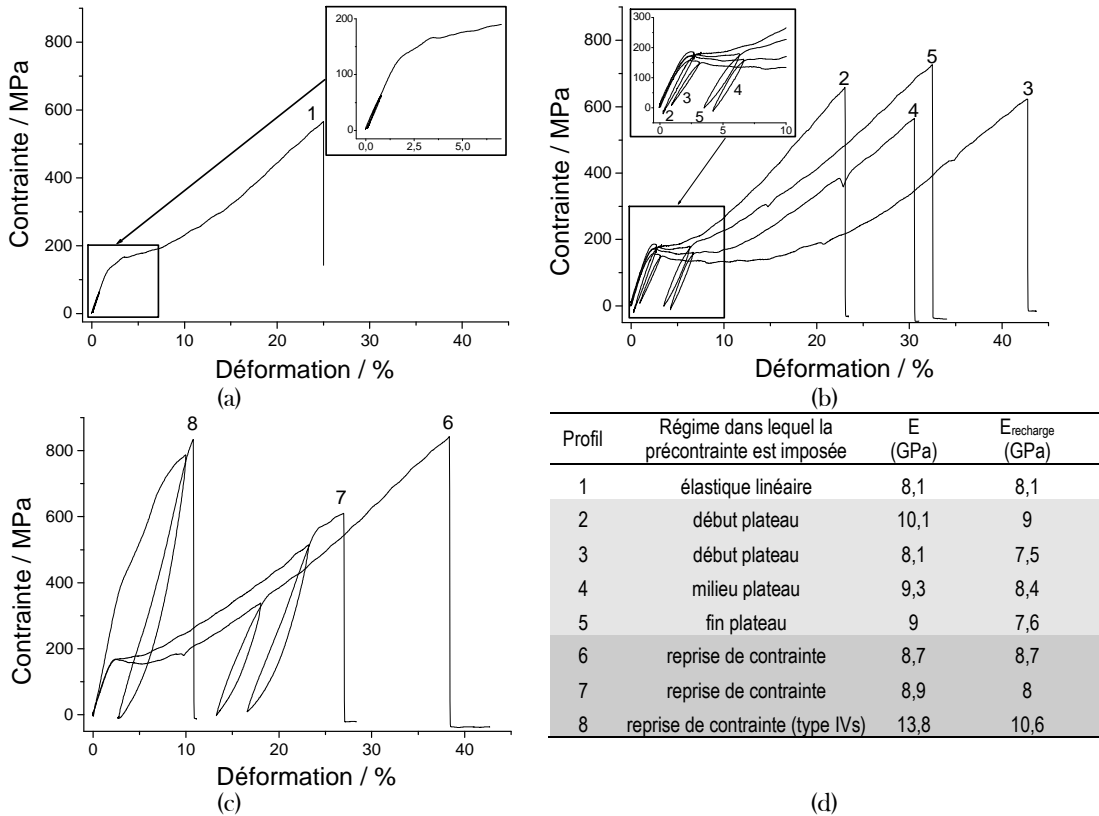 (a)
Contrainte / MPa
800
600
400
200
0
0
10
20
30
40
Déformation / %
1
200
100
0
0,0
2,5
5,0
(b)
Contrainte / MPa
800
600
400
200
0
0
10
20
30
40
Déformation / %
2
5
4
3
300
200
100
0
0
5
10
3
2
5
4
(c)
Contrainte / MPa
800
600
400
200
0
0
10
20
30
40
Déformation / %
8
6
7
Profil Régime dans lequel la précontrainte est imposée E (GPa) Erecharge (GPa)
1 élastique linéaire 8,1 8,1
2 début plateau 10,1 9
3 début plateau 8,1 7,5
4 milieu plateau 9,3 8,4
5 fin plateau 9 7,6
6 reprise de contrainte 8,7 8,7
7 reprise de contrainte 8,9 8
8 reprise de contrainte (type IVs) 13,8 10,6
(d)